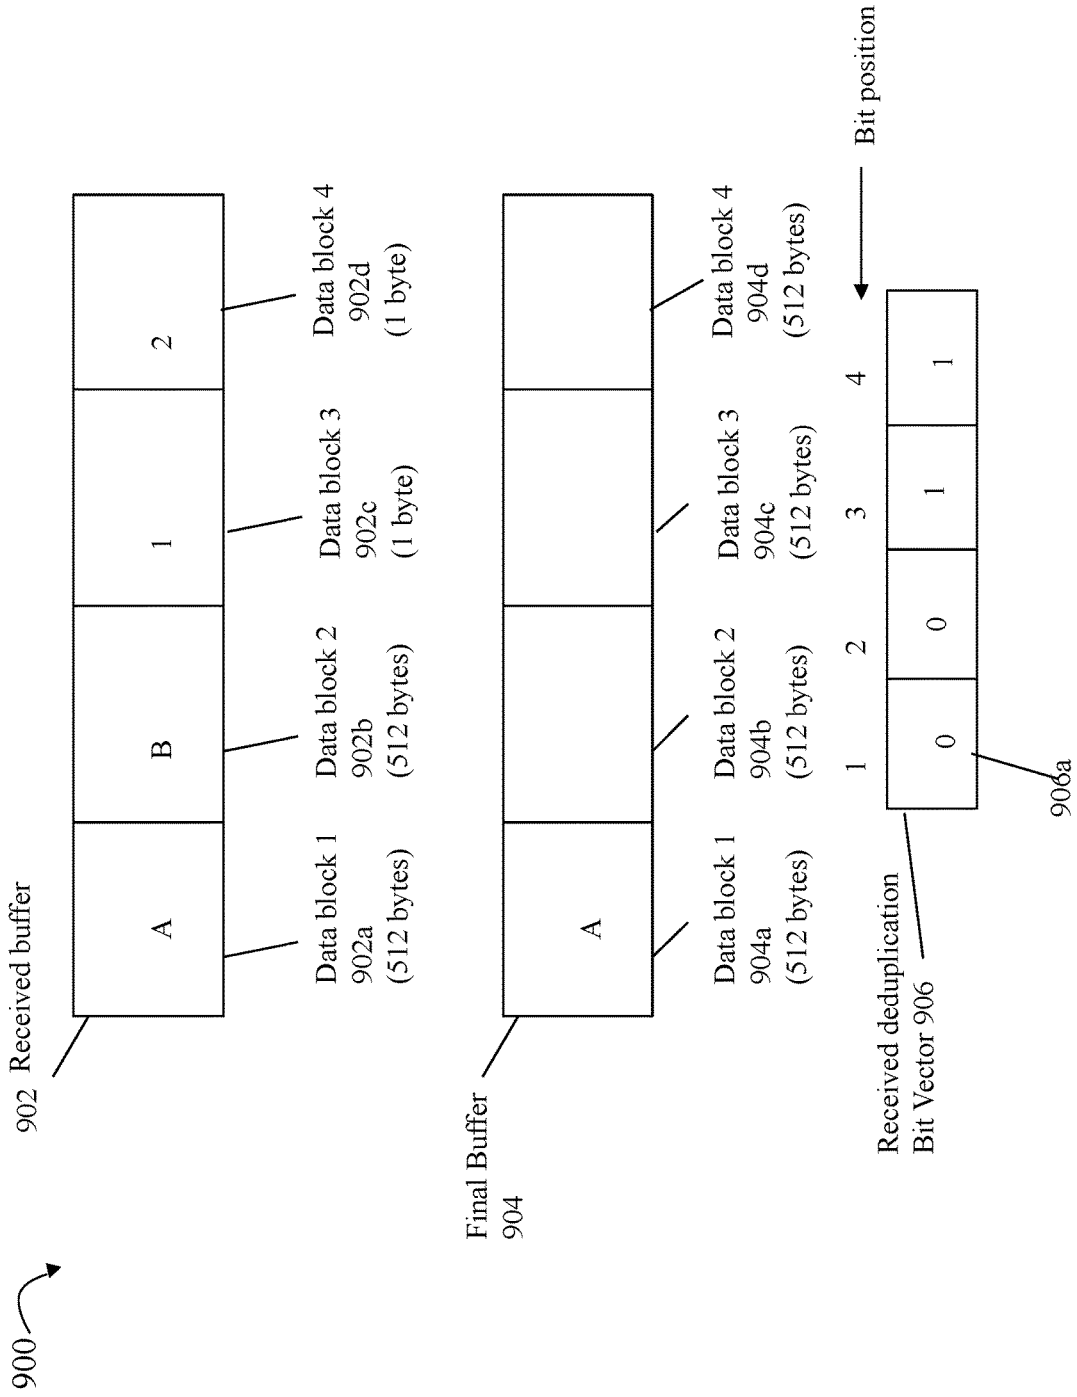 900
902 Received buffer
A
B
1
2
Data block 1
902a
(512 bytes)
Data block 2
902b
(512 bytes)
Data block 3
902c
(1 byte)
Data block 4
902d
(1 byte)
Final Buffer
904
A
Data block 1
904a
(512 bytes)
Data block 2
904b
(512 bytes)
Data block 3
904c
(512 bytes)
Data block 4
904d
(512 bytes)
1
2
3
4
Bit position
Received deduplication
Bit Vector 906
0
0
1
1
906a